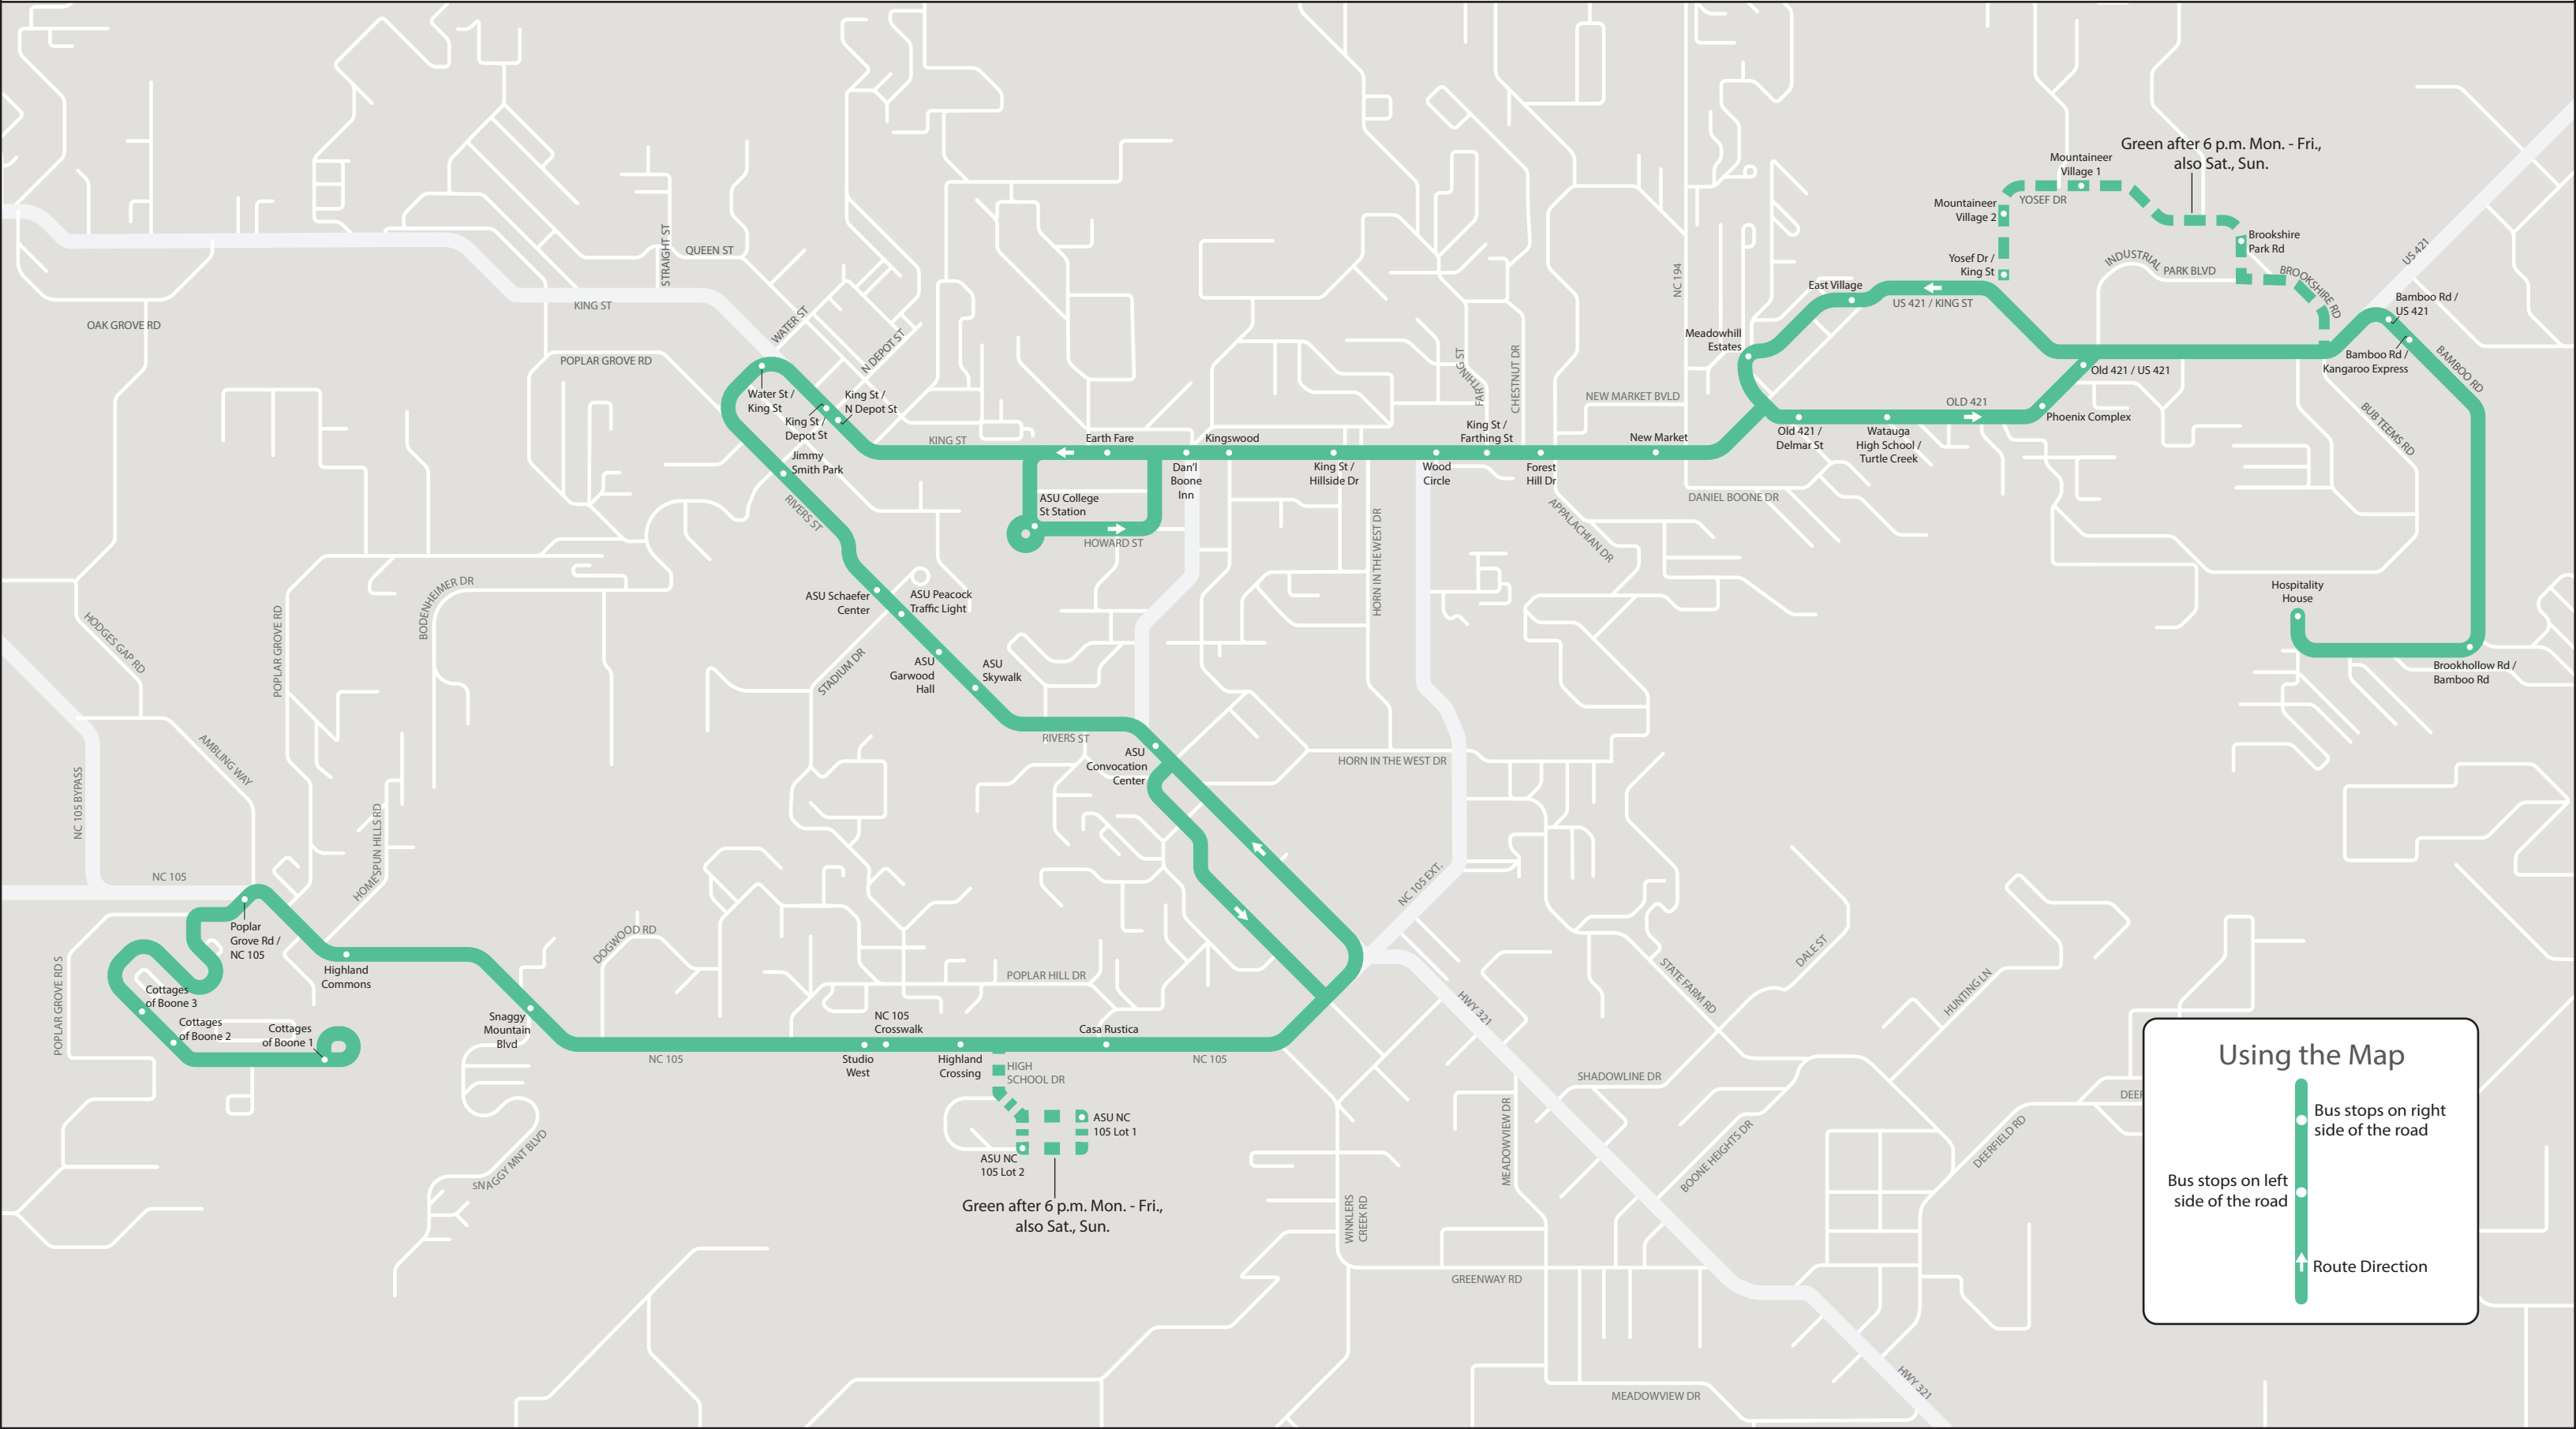 Green after 6 p.m. Mon. - Fri.,
also Sat., Sun.
Mountaineer
Village 1
YOSEF DR
Mountaineer
Village 2
Brookshire
Park Rd
Yosef Dr /
King St
INDUSTRIAL
PARK BLVD
BROOKSHIRE RD
US 421
Bamboo Rd /
US 421
Bamboo Rd /
Kangaroo Express
BAMBOO RD
BUB TEEMS RD
East Village
US 421 / KING ST
Meadowhill
Estates
NC 194
Old 421 / US 421
OLD 421
Phoenix Complex
Old 421 /
Delmar St
Watauga
High School /
Turtle Creek
Hospitality
House
Brookhollow Rd /
Bamboo Rd
STRAIGHT ST
QUEEN ST
KING ST
OAK GROVE RD
WATER ST
N DEPOT ST
POPLAR GROVE RD
Water St /
King St
King St /
N Depot St
King St /
Depot St
Jimmy
Smith Park
KING ST
Earth Fare
Kingswood
Dan'l
Boone
Inn
King St /
Hillside Dr
Wood
Circle
King St /
Farthing St
FARTHING ST
CHESTNUT DR
Forest
Hill Dr
New Market
NEW MARKET BVLD
DANIEL BOONE DR
APPALACHIAN DR
ASU College
St Station
HOWARD ST
HORN IN THE WEST DR
RIVERS ST
ASU Schaefer
Center
ASU Peacock
Traffic Light
STADIUM DR
ASU
Garwood
Hall
ASU
Skywalk
RIVERS ST
ASU
Convocation
Center
HORN IN THE WEST DR
NC 105 EXT.
BODENHEIMER DR
HODGES GAP RD
POPLAR GROVE RD
AMBLING WAY
NC 105 BYPASS
HOMESPUN HILLS RD
NC 105
Poplar
Grove Rd /
NC 105
Highland
Commons
POPLAR GROVE RD S
Cottages
of Boone 3
Cottages
of Boone 2
Cottages
of Boone 1
Snaggy
Mountain
Blvd
SNAGGY MNT BLVD
DOGWOOD RD
NC 105
POPLAR HILL DR
NC 105
Crosswalk
Studio
West
Highland
Crossing
Casa Rustica
NC 105
HIGH
SCHOOL DR
ASU NC
105 Lot 1
ASU NC
105 Lot 2
Green after 6 p.m. Mon. - Fri.,
also Sat., Sun.
HWY 321
STATE FARM RD
DALE ST
HUNTING LN
SHADOWLINE DR
MEADOWVIEW DR
BOONE HEIGHTS DR
DEERFIELD RD
DEER
WINKLERS
CREEK RD
GREENWAY RD
MEADOWVIEW DR
HWY 321
Using the Map
Bus stops on right
side of the road
Bus stops on left
side of the road
Route Direction